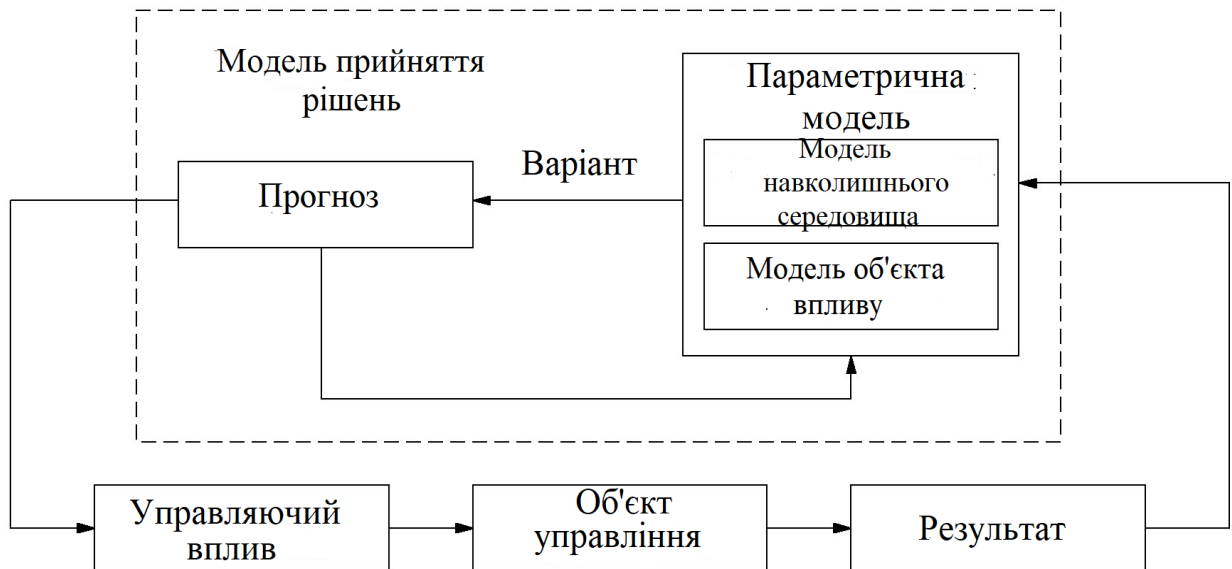 Модель прийняття
рішень
Параметрична
модель
Модель
навколишнього
середовища
Варіант
Прогноз
Модель об'єкта
впливу
Управляючий
вплив
Об'єкт
управління
Результат